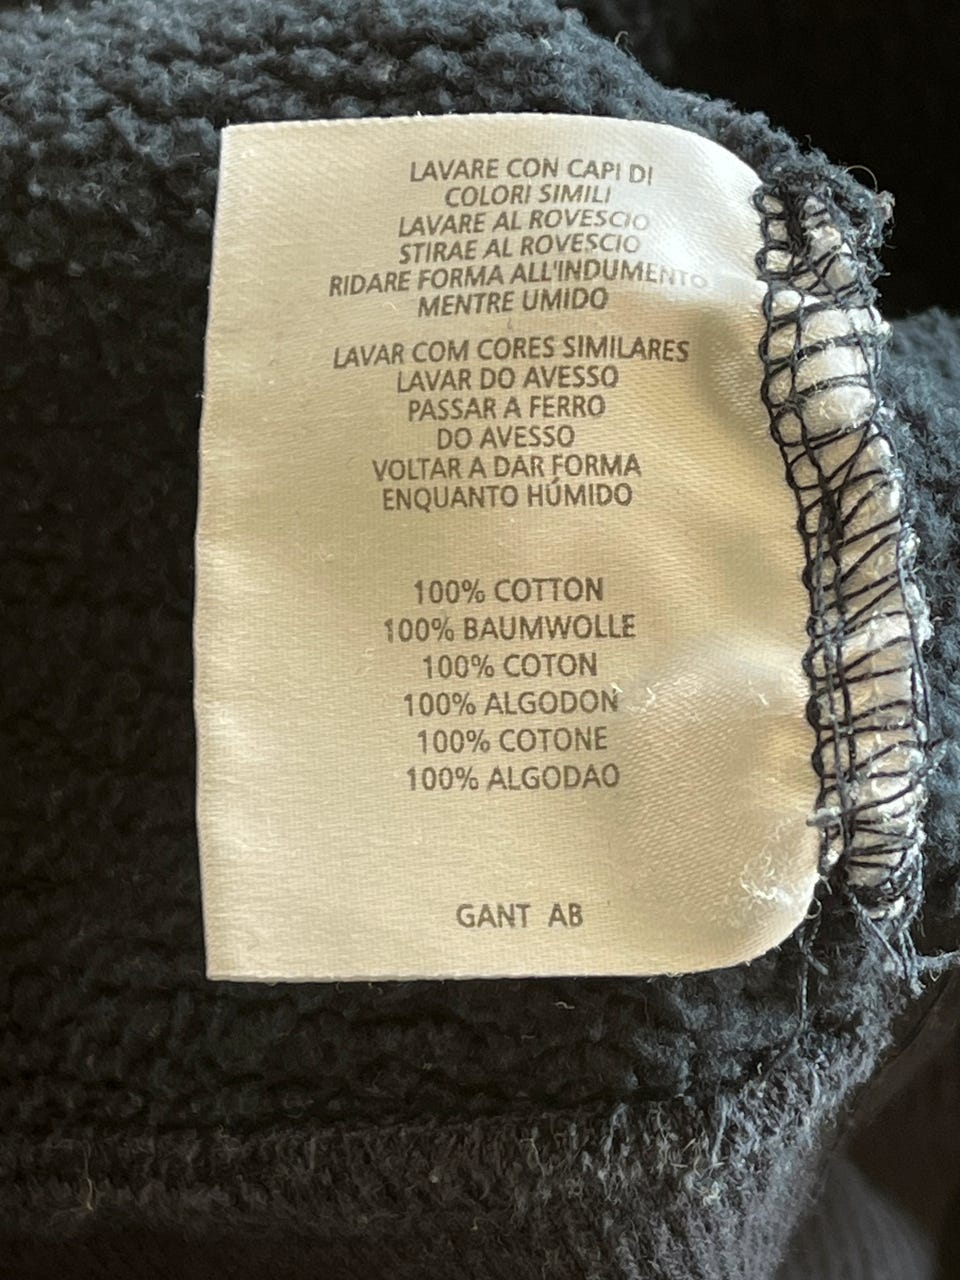 LAVARE CON CAPI DI
COLORI SIMILI
LAVARE AL ROVESCIO
STIRAE AL ROVESCIO
RIDARE FORMA ALL'INDUMENTO
MENTRE UMIDO
LAVAR COM CORES SIMILARES
LAVAR DO AVESSO
PASSAR A FERRO
DO AVESSO
VOLTAR A DAR FORMA
ENQUANTO HÚMIDO
100% COTTON
100% BAUMWOLLE
100% COTON
100% ALGODON
100% COTONE
100% ALGODAO
GANT AB